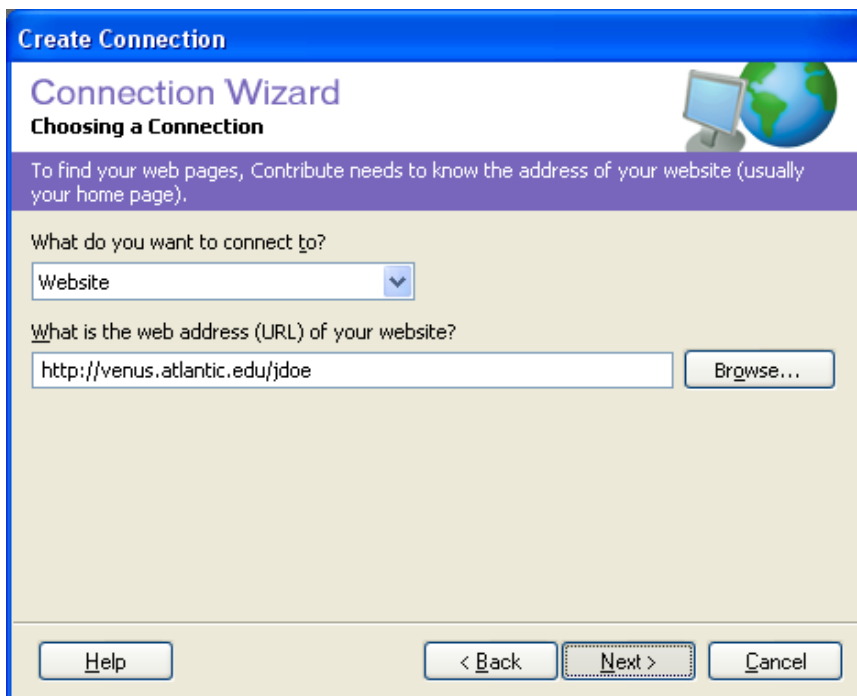 Create Connection
Connection Wizard
Choosing a Connection
To find your web pages, Contribute needs to know the address of your website (usually
your home page).
What do you want to connect to?
Website
What is the web address (URL) of your website?
http://venus.atlantic.edu/jdoe
Browse...
Help
< Back
Next >
Cancel